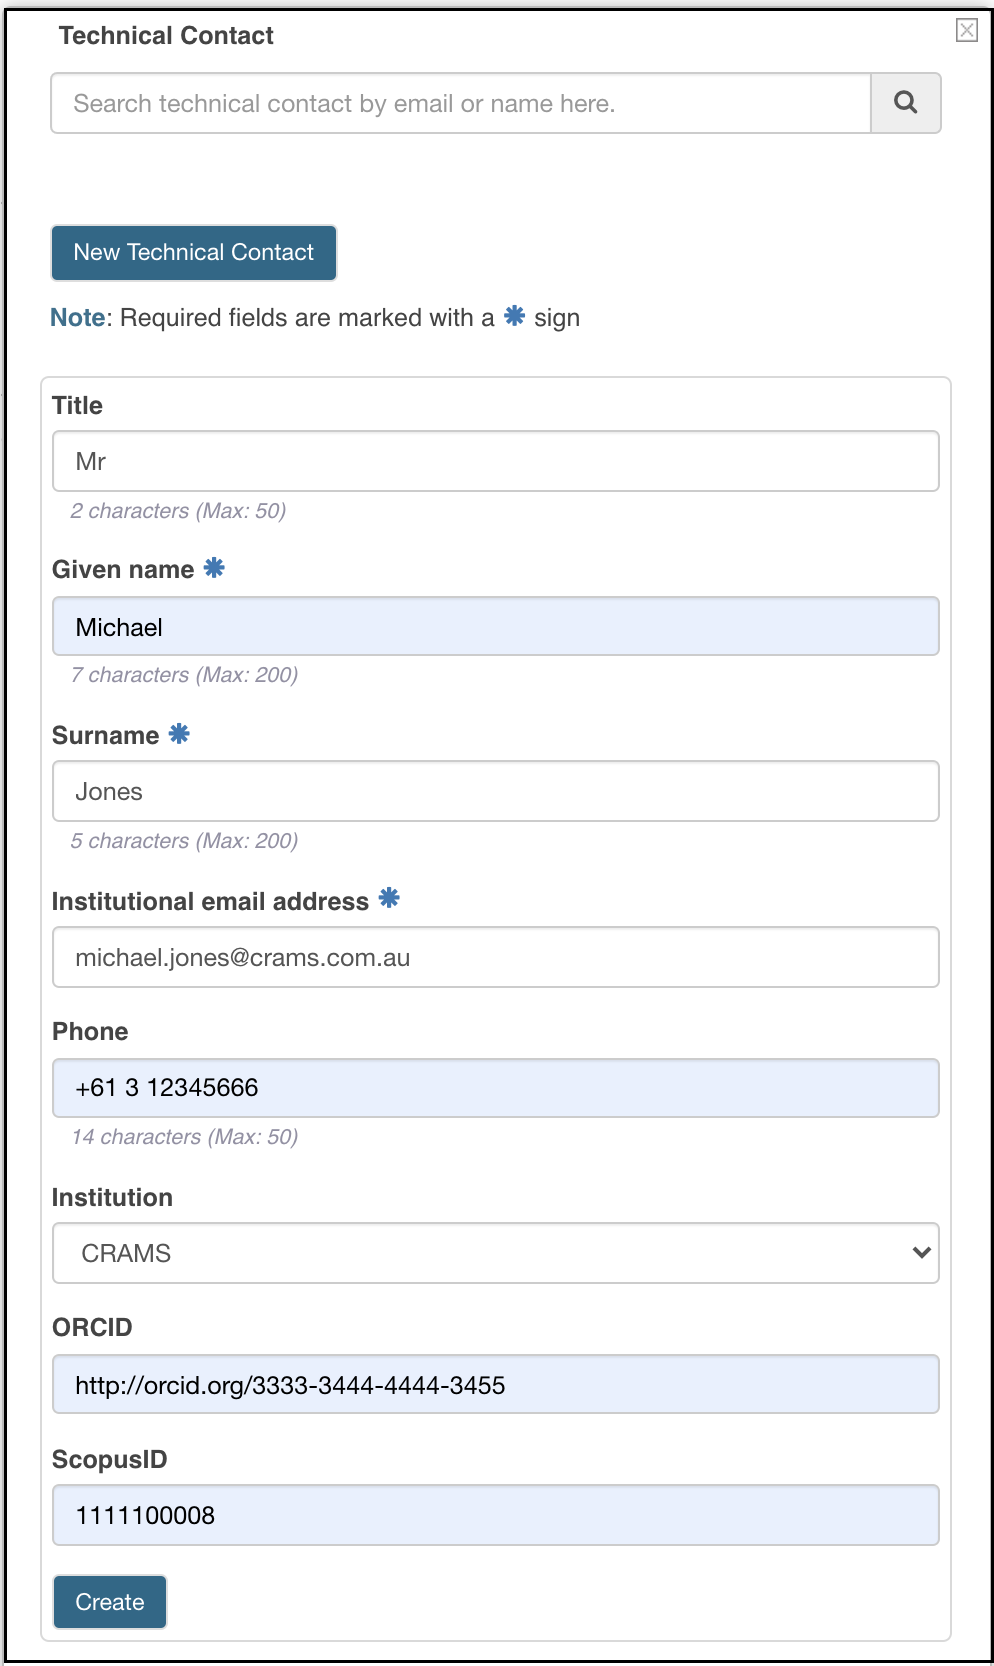 Technical Contact
Search technical contact by email or name here.
New Technical Contact
Note: Required fields are marked with a ✱ sign
Title
Mr
2 characters (Max: 50)
Given name ✱
Michael
7 characters (Max: 200)
Surname ✱
Jones
5 characters (Max: 200)
Institutional email address ✱
michael.jones@crams.com.au
Phone
+61 3 12345666
14 characters (Max: 50)
Institution
CRAMS
ORCID
http://orcid.org/3333-3444-4444-3455
ScopusID
1111100008
Create